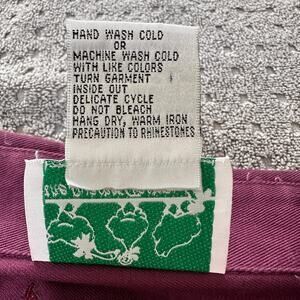 HAND WASH COLD
OR
MACHINE WASH COLD
WITH LIKE COLORS
TURN GARMENT
INSIDE OUT
DELICATE CYCLE
DO NOT BLEACH
HANG DRY, WARM IRON
PRECAUTION TO RHINESTONES